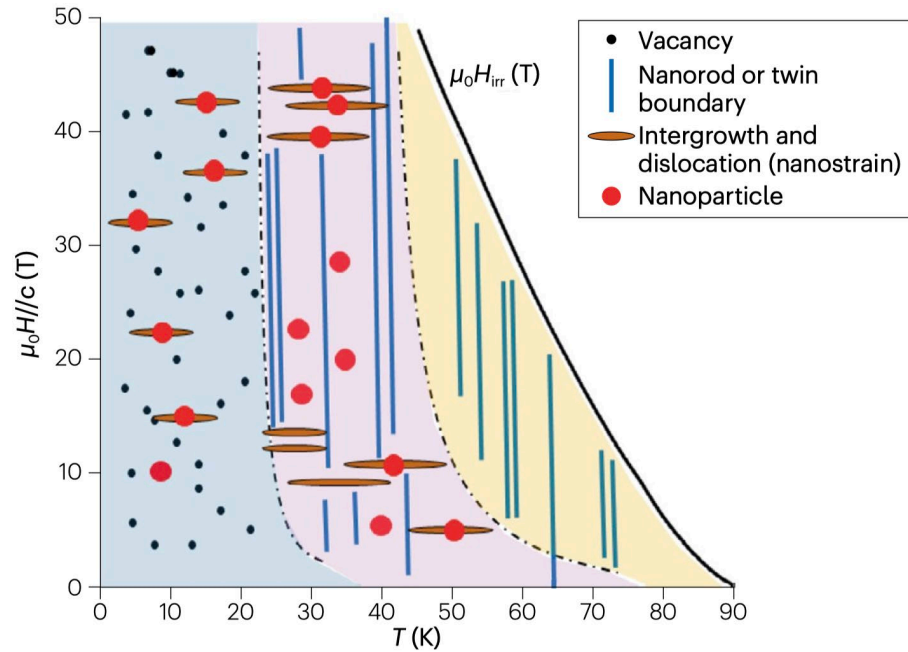 50
40
30
20
10
0
μ₀H//c (T)
0 10 20 30 40 50 60 70 80 90
T (K)
μ₀Hᵢᵣᵣ (T)
Vacancy
Nanorod or twin
boundary
Intergrowth and
dislocation (nanostrain)
Nanoparticle